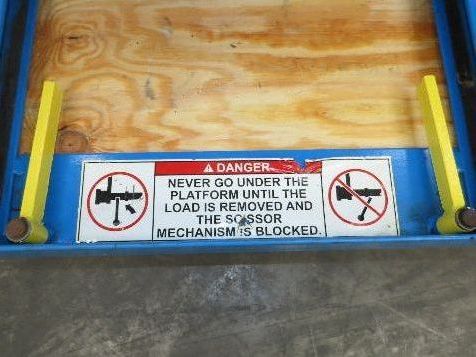 DANGER
NEVER GO UNDER THE
PLATFORM UNTIL THE
LOAD IS REMOVED AND
THE SCISSOR
MECHANISM IS BLOCKED.